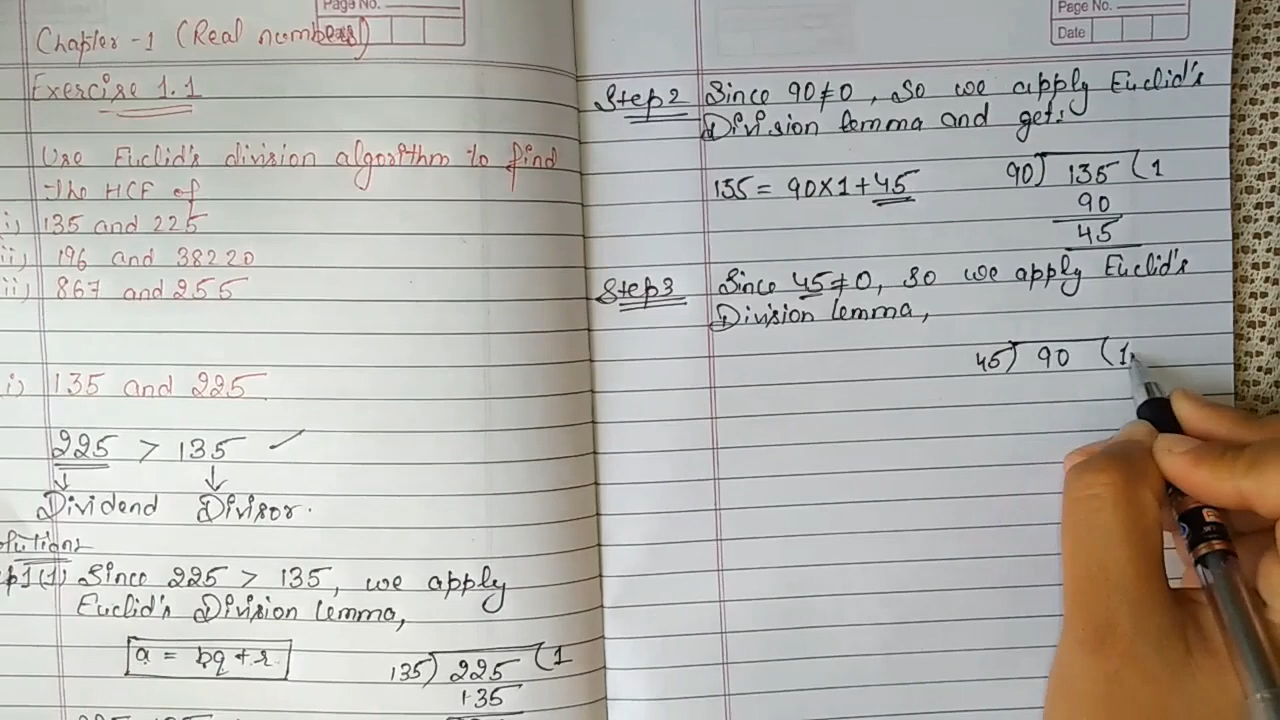 Page No.
Chapter - 1 (Real numbers)
Exercise 1.1
Use Euclid's division algorithm to find
The HCF of
i) 135 and 225
ii) 196 and 38220
ii) 867 and 255
i) 135 and 225
225 > 135 ✓
↓ ↓
Dividend Divisor.
Since 225 > 135, we apply
Euclid's Division lemma,
a = bq + r
135) 225 (1
135
Page No.
Date
Step 2 Since 90 ≠ 0, So we apply Euclid's
Division lemma and get:
135 = 90 × 1 + 45
90) 135 (1
90
45
Step 3 Since 45 ≠ 0, so we apply Euclid's
Division lemma,
45) 90 (1